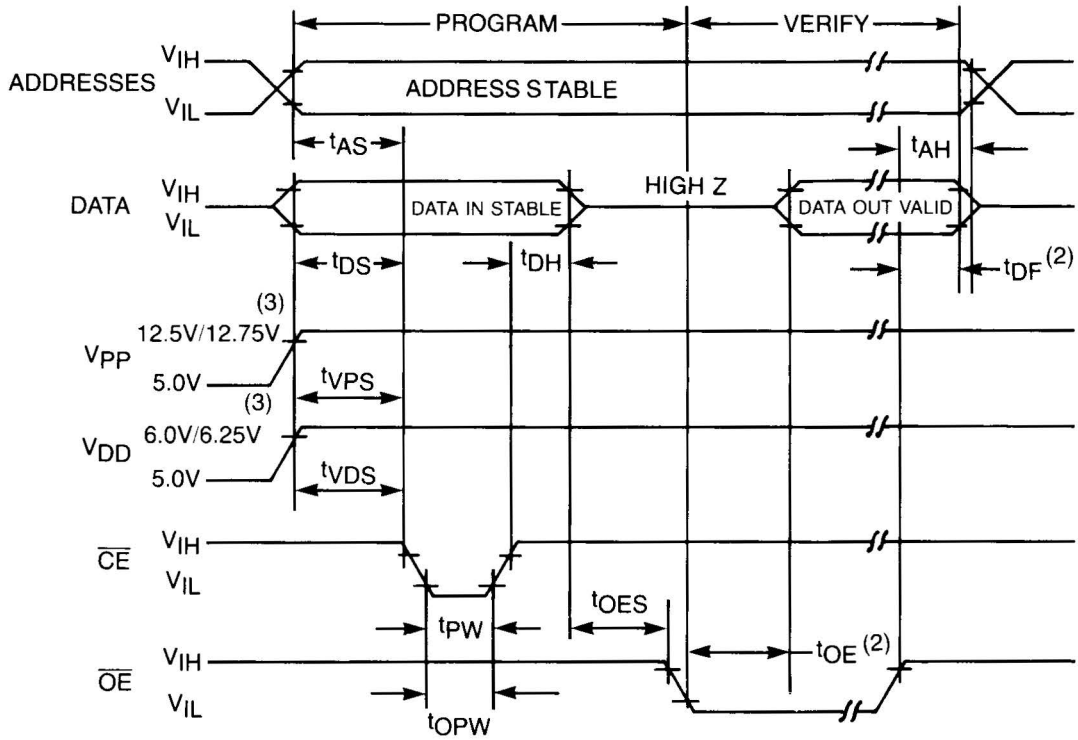 PROGRAM VERIFY
ADDRESSES
VIH
VIL
ADDRESS STABLE
tAS
tAH
DATA
VIH
VIL
DATA IN STABLE
HIGH Z
DATA OUT VALID
tDS
tDH
tDF (2)
(3)
VPP
12.5V/12.75V
5.0V
tVPS
(3)
VDD
6.0V/6.25V
5.0V
tVDS
CE
VIH
VIL
tPW
tOES
OE
VIH
VIL
tOE (2)
tOPW